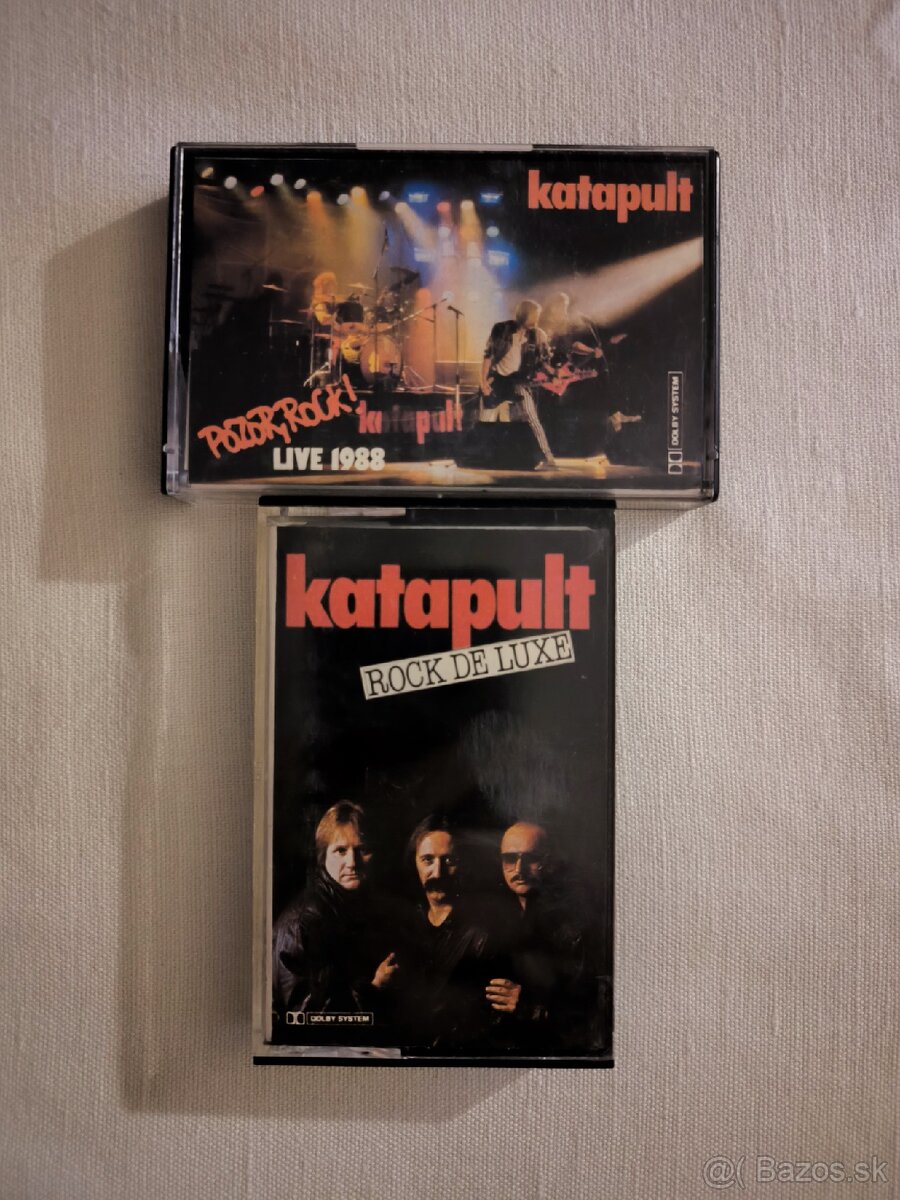 katapult
POZOR, ROCK!
katapult
LIVE 1988
DOLBY SYSTEM
katapult
ROCK DE LUXE
DOLBY SYSTEM
@( Bazos.sk